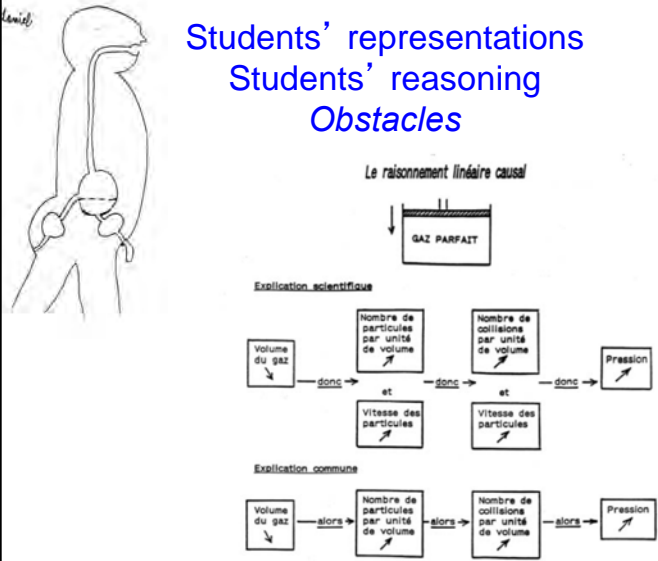 daniel
Students’ representations
Students’ reasoning
Obstacles
Le raisonnement linéaire causal
GAZ PARFAIT
Explication scientifique
Volume
du gaz
donc
Nombre de
particules
par unité
de volume
et
Vitesse des
particules
donc
Nombre de
collisions
par unité
de volume
et
Vitesse des
particules
donc
Pression
Explication commune
Volume
du gaz
alors
Nombre de
particules
par unité
de volume
alors
Nombre de
collisions
par unité
de volume
alors
Pression